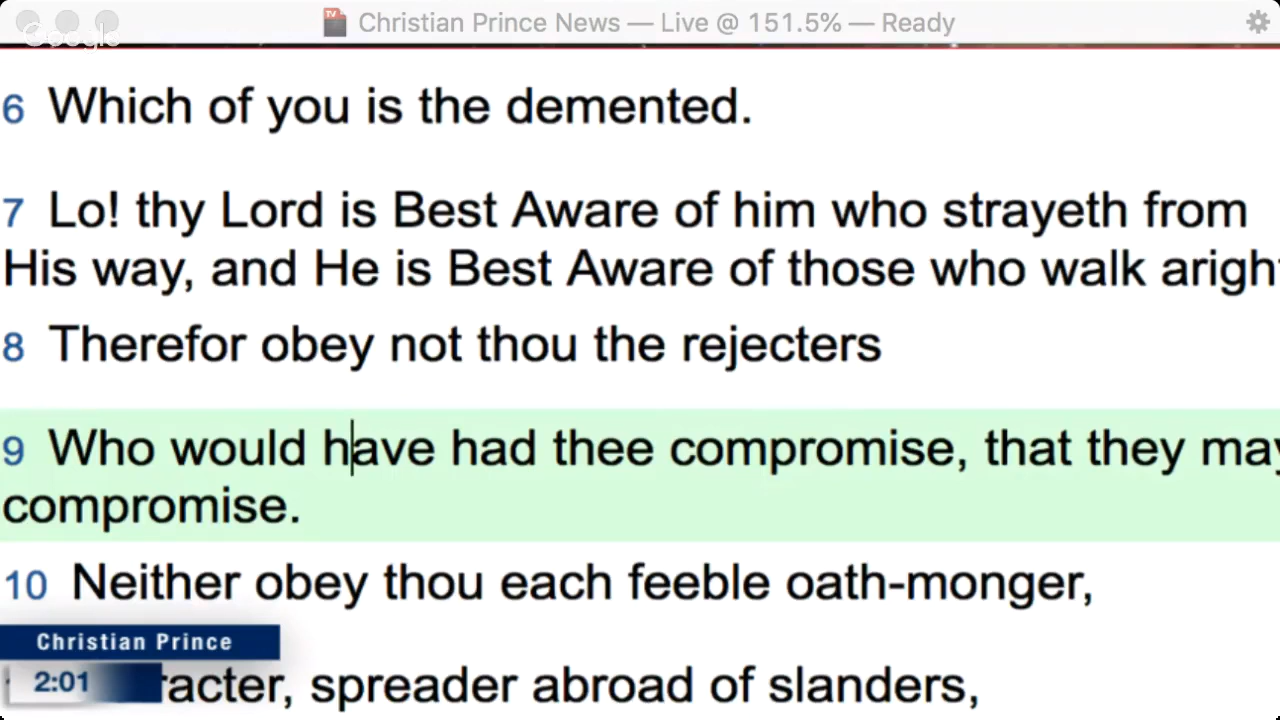 Christian Prince News — Live @ 151.5% — Ready
Google
6 Which of you is the demented.
7 Lo! thy Lord is Best Aware of him who strayeth from
His way, and He is Best Aware of those who walk aright
8 Therefor obey not thou the rejecters
9 Who would have had thee compromise, that they may
compromise.
10 Neither obey thou each feeble oath-monger,
Christian Prince
2:01
racter, spreader abroad of slanders,